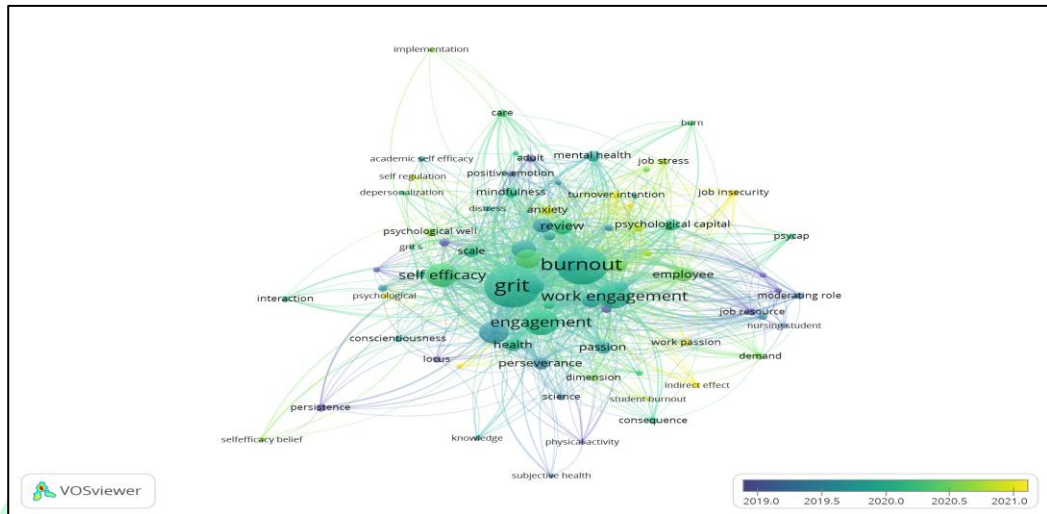 implementation
care
burn
academic self efficacy
adult
mental health
job stress
self regulation
positive emotion
depersonalization
mindfulness
turnover intention
job insecurity
distress
anxiety
psychological well
review
psychological capital
psycap
grit s
scale
burnout
self efficacy
employee
grit
interaction
psychological
work engagement
moderating role
job resource
engagement
nursing student
conscientiousness
health
passion
work passion
locus
perseverance
demand
dimension
indirect effect
science
student burnout
persistence
consequence
selfefficacy belief
knowledge
physical activity
subjective health
VOSviewer
2019.0 2019.5 2020.0 2020.5 2021.0